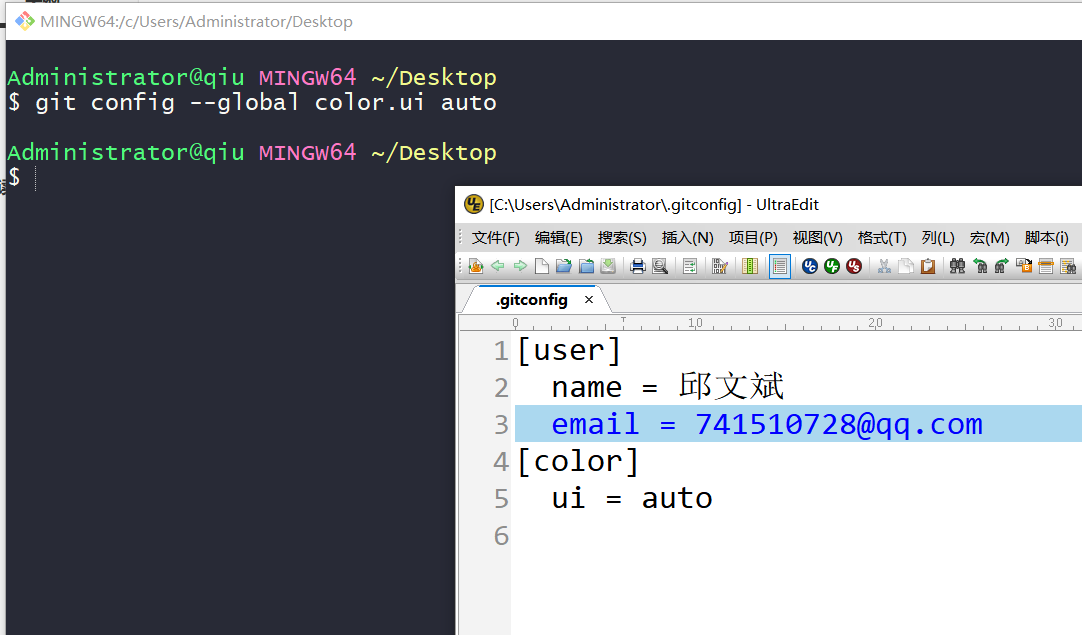 MINGW64:/c/Users/Administrator/Desktop
Administrator@qiu MINGW64 ~/Desktop
$ git config --global color.ui auto
Administrator@qiu MINGW64 ~/Desktop
$
[C:\Users\Administrator\.gitconfig] - UltraEdit
文件(F) 编辑(E) 搜索(S) 插入(N) 项目(P) 视图(V) 格式(T) 列(L) 宏(M) 脚本(i)
.gitconfig ×
0 10 20 30
1 [user]
2 name = 邱文斌
3 email = 741510728@qq.com
4 [color]
5 ui = auto
6